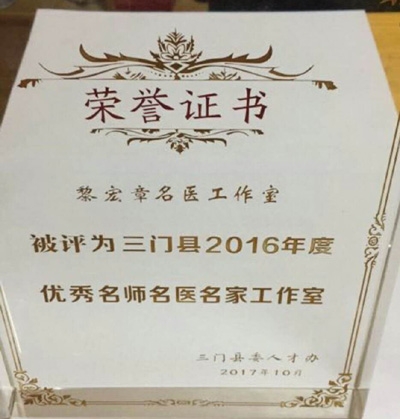 荣誉证书
黎宏章名医工作室
被评为三门县2016年度
优秀名师名医名家工作室
三门县委人才办
2017年10月